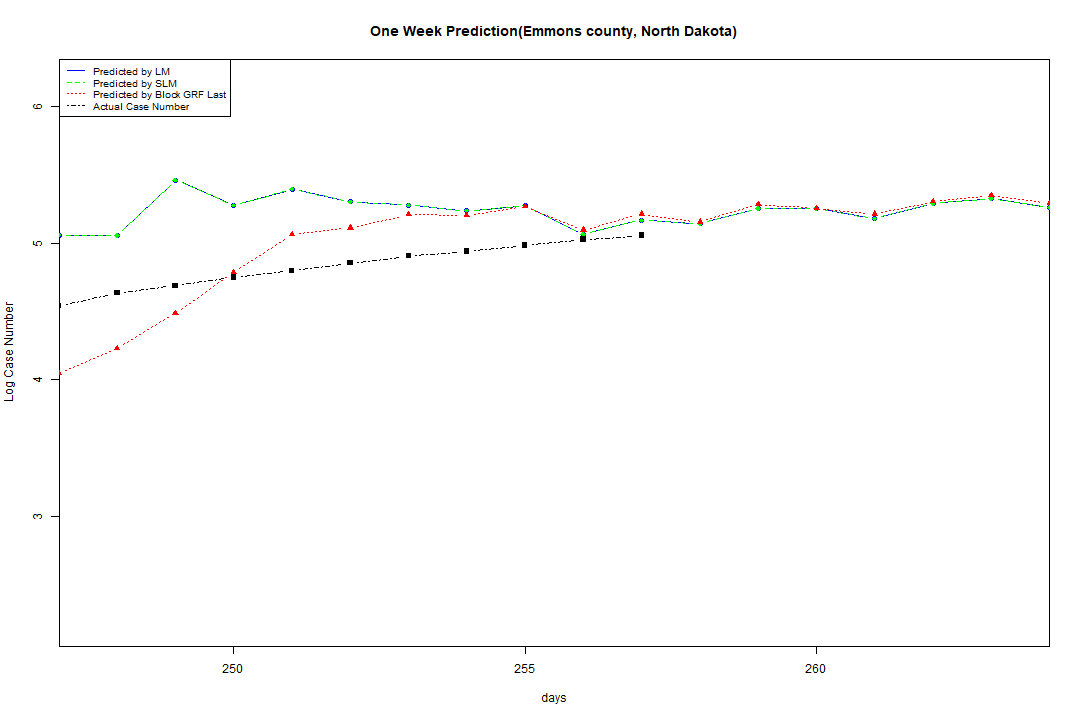 One Week Prediction(Emmons county, North Dakota)
Predicted by LM
Predicted by SLM
Predicted by Block GRF Last
Actual Case Number
6
5
4
3
Log Case Number
250
255
260
days